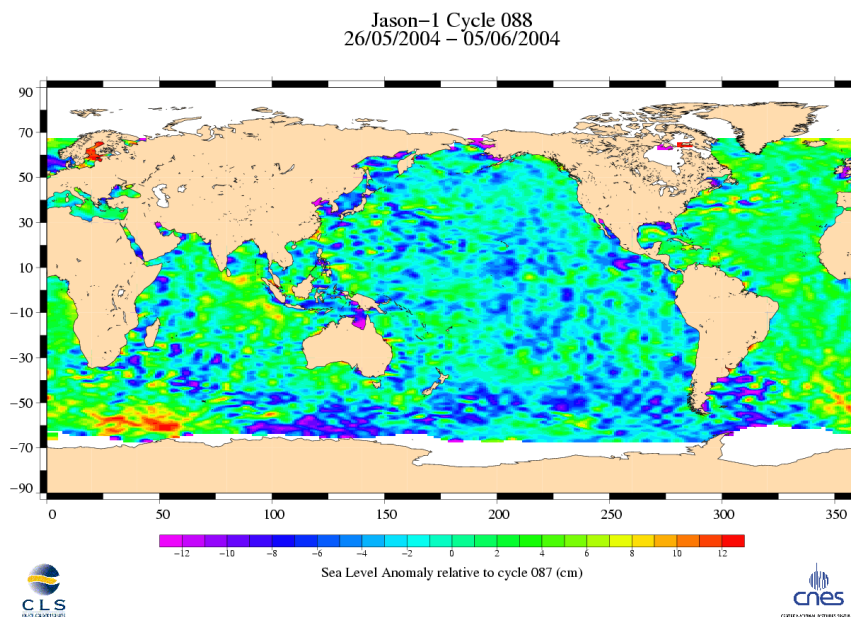 Jason−1 Cycle 088
26/05/2004 − 05/06/2004
90
70
50
30
10
−10
−30
−50
−70
−90
0 50 100 150 200 250 300 350
−12 −10 −8 −6 −4 −2 0 2 4 6 8 10 12
Sea Level Anomaly relative to cycle 087 (cm)
CLS
cnes